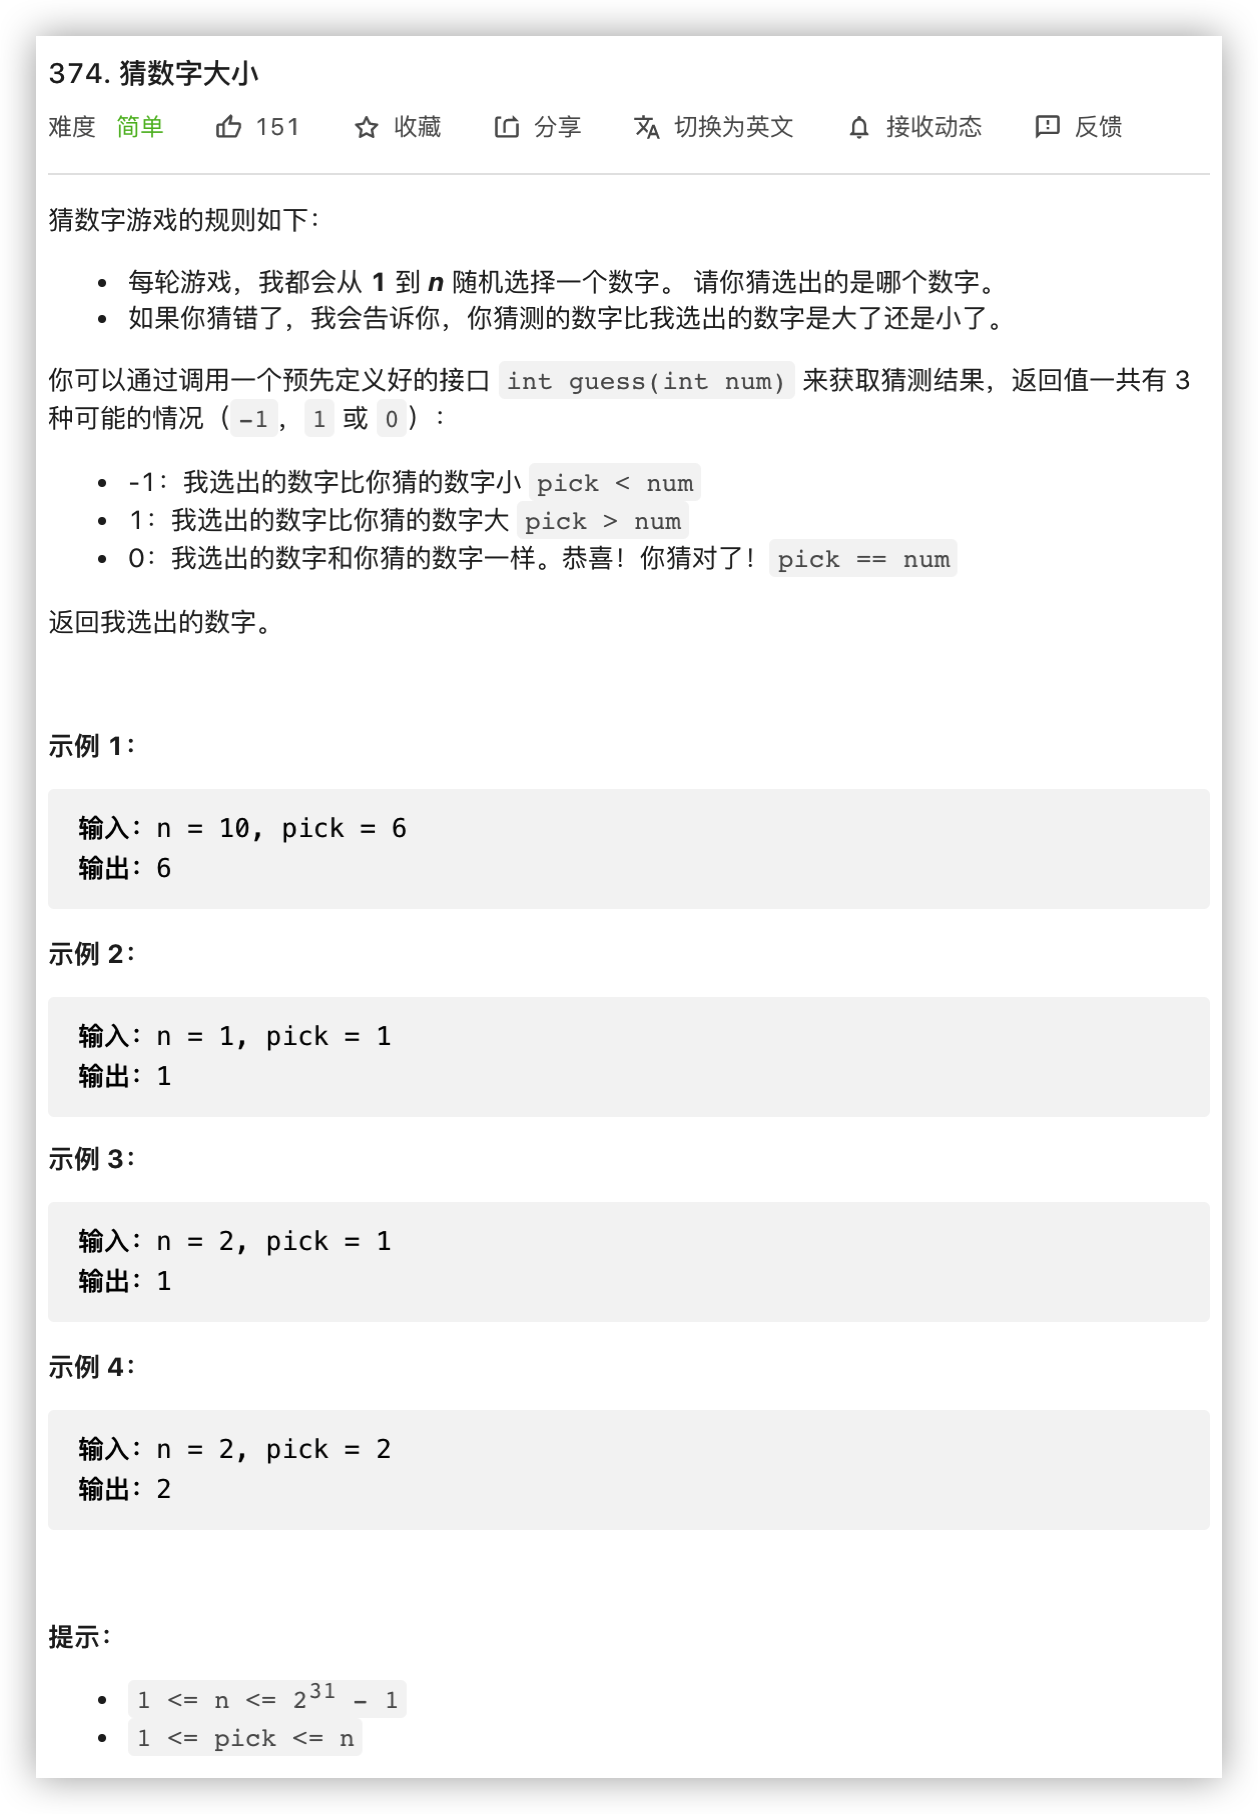 374. 猜数字大小
难度 简单 151 收藏 分享 切换为英文 接收动态 反馈
猜数字游戏的规则如下：
• 每轮游戏，我都会从 1 到 n 随机选择一个数字。 请你猜选出的是哪个数字。
• 如果你猜错了，我会告诉你，你猜测的数字比我选出的数字是大了还是小了。
你可以通过调用一个预先定义好的接口 int guess(int num) 来获取猜测结果，返回值一共有 3
种可能的情况（-1，1 或 0）：
• -1：我选出的数字比你猜的数字小 pick < num
• 1：我选出的数字比你猜的数字大 pick > num
• 0：我选出的数字和你猜的数字一样。恭喜！你猜对了！pick == num
返回我选出的数字。
示例 1：
输入：n = 10, pick = 6
输出：6
示例 2：
输入：n = 1, pick = 1
输出：1
示例 3：
输入：n = 2, pick = 1
输出：1
示例 4：
输入：n = 2, pick = 2
输出：2
提示：
• 1 <= n <= 2³¹ - 1
• 1 <= pick <= n